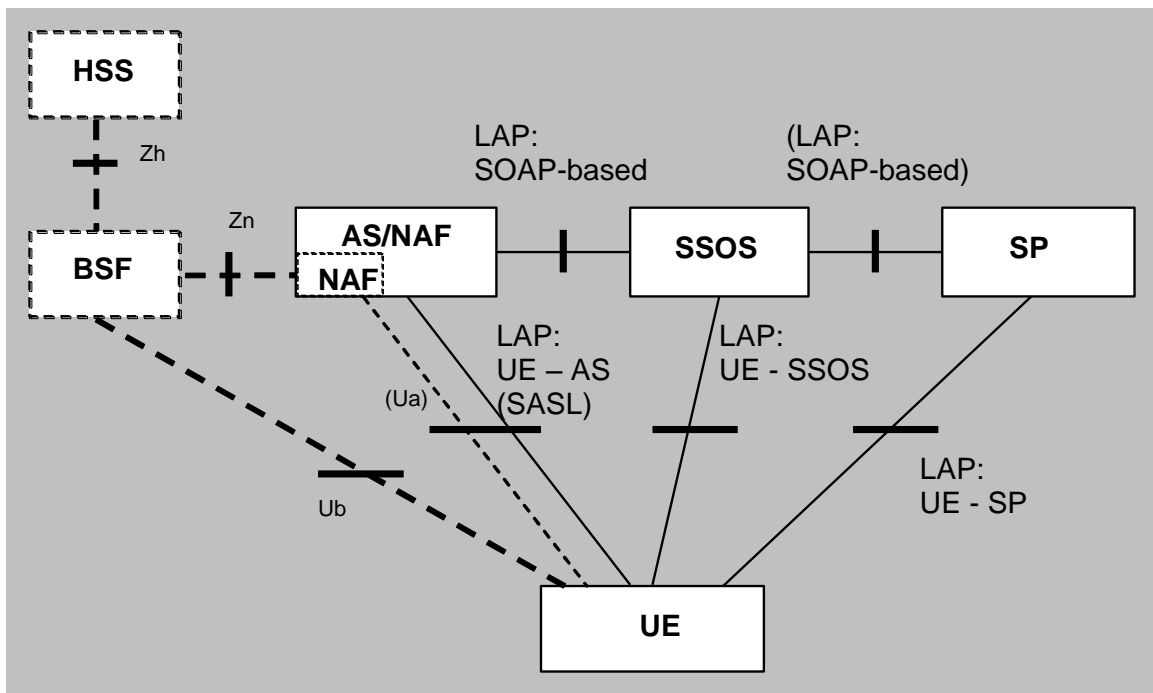 HSS
Zh
LAP:
SOAP-based
(LAP:
SOAP-based)
Zn
BSF
AS/NAF
NAF
SSOS
SP
LAP:
UE – AS
(SASL)
LAP:
UE - SSOS
(Ua)
LAP:
UE - SP
Ub
UE